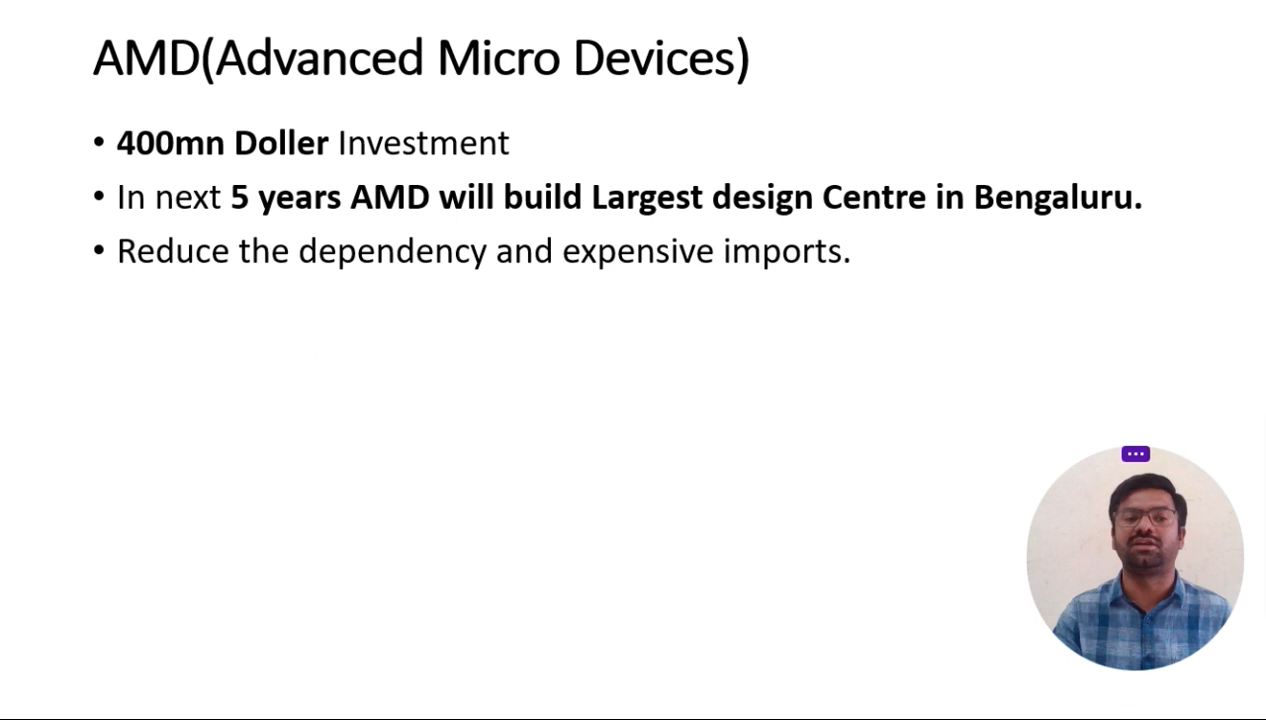 AMD(Advanced Micro Devices)
• 400mn Doller Investment
• In next 5 years AMD will build Largest design Centre in Bengaluru.
• Reduce the dependency and expensive imports.